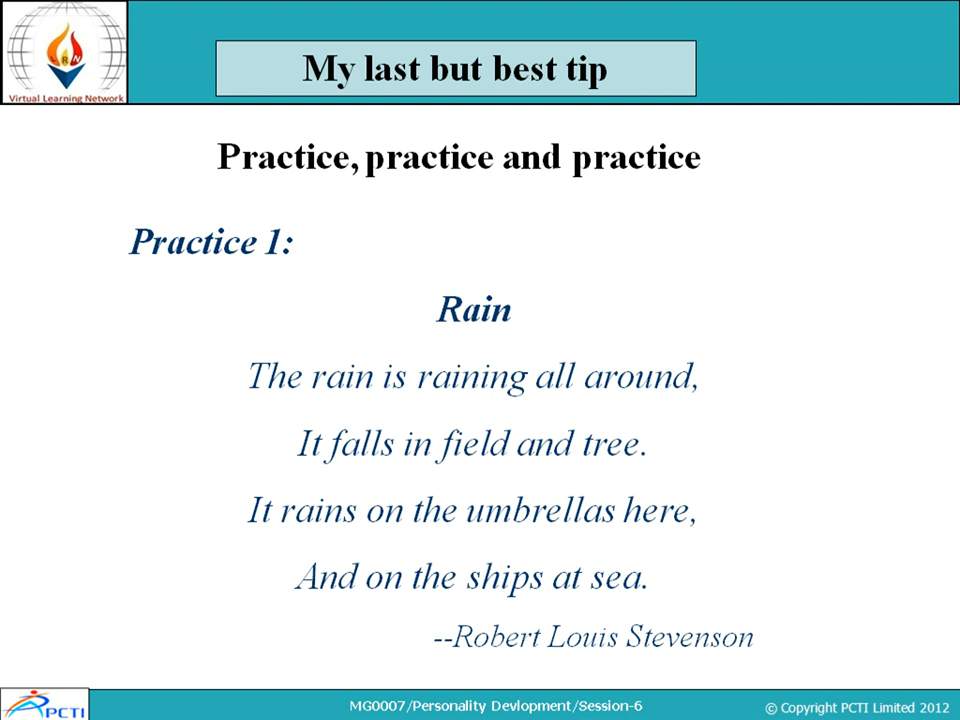 Virtual Learning Network
My last but best tip
Practice, practice and practice
Practice 1:
Rain
The rain is raining all around,
It falls in field and tree.
It rains on the umbrellas here,
And on the ships at sea.
--Robert Louis Stevenson
PCTI
MG0007/Personality Devlopment/Session-6
© Copyright PCTI Limited 2012